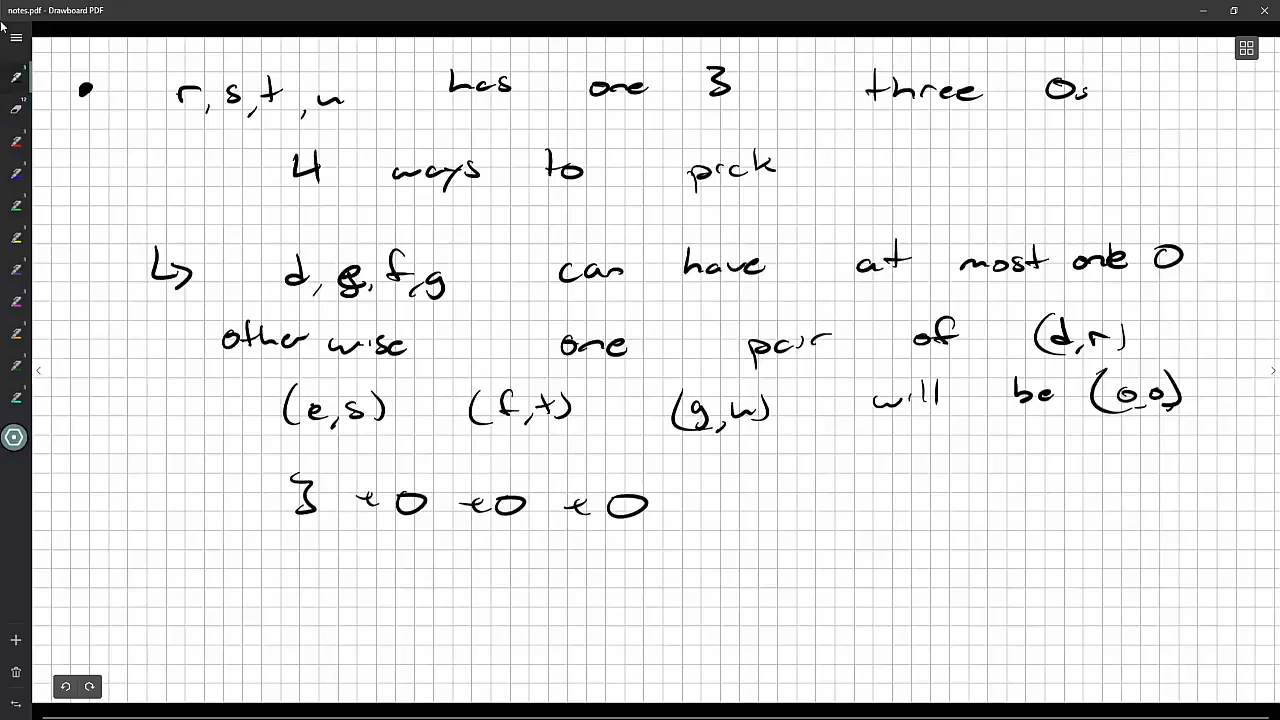 notes.pdf - Drawboard PDF
• r, s, t, u has one 3 three 0s
4 ways to pick
↳ d, e, f, g can have at most one 0
otherwise one pair of (d, r)
(e, s) (f, t) (g, u) will be (0, 0)
3 + 0 + 0 + 0